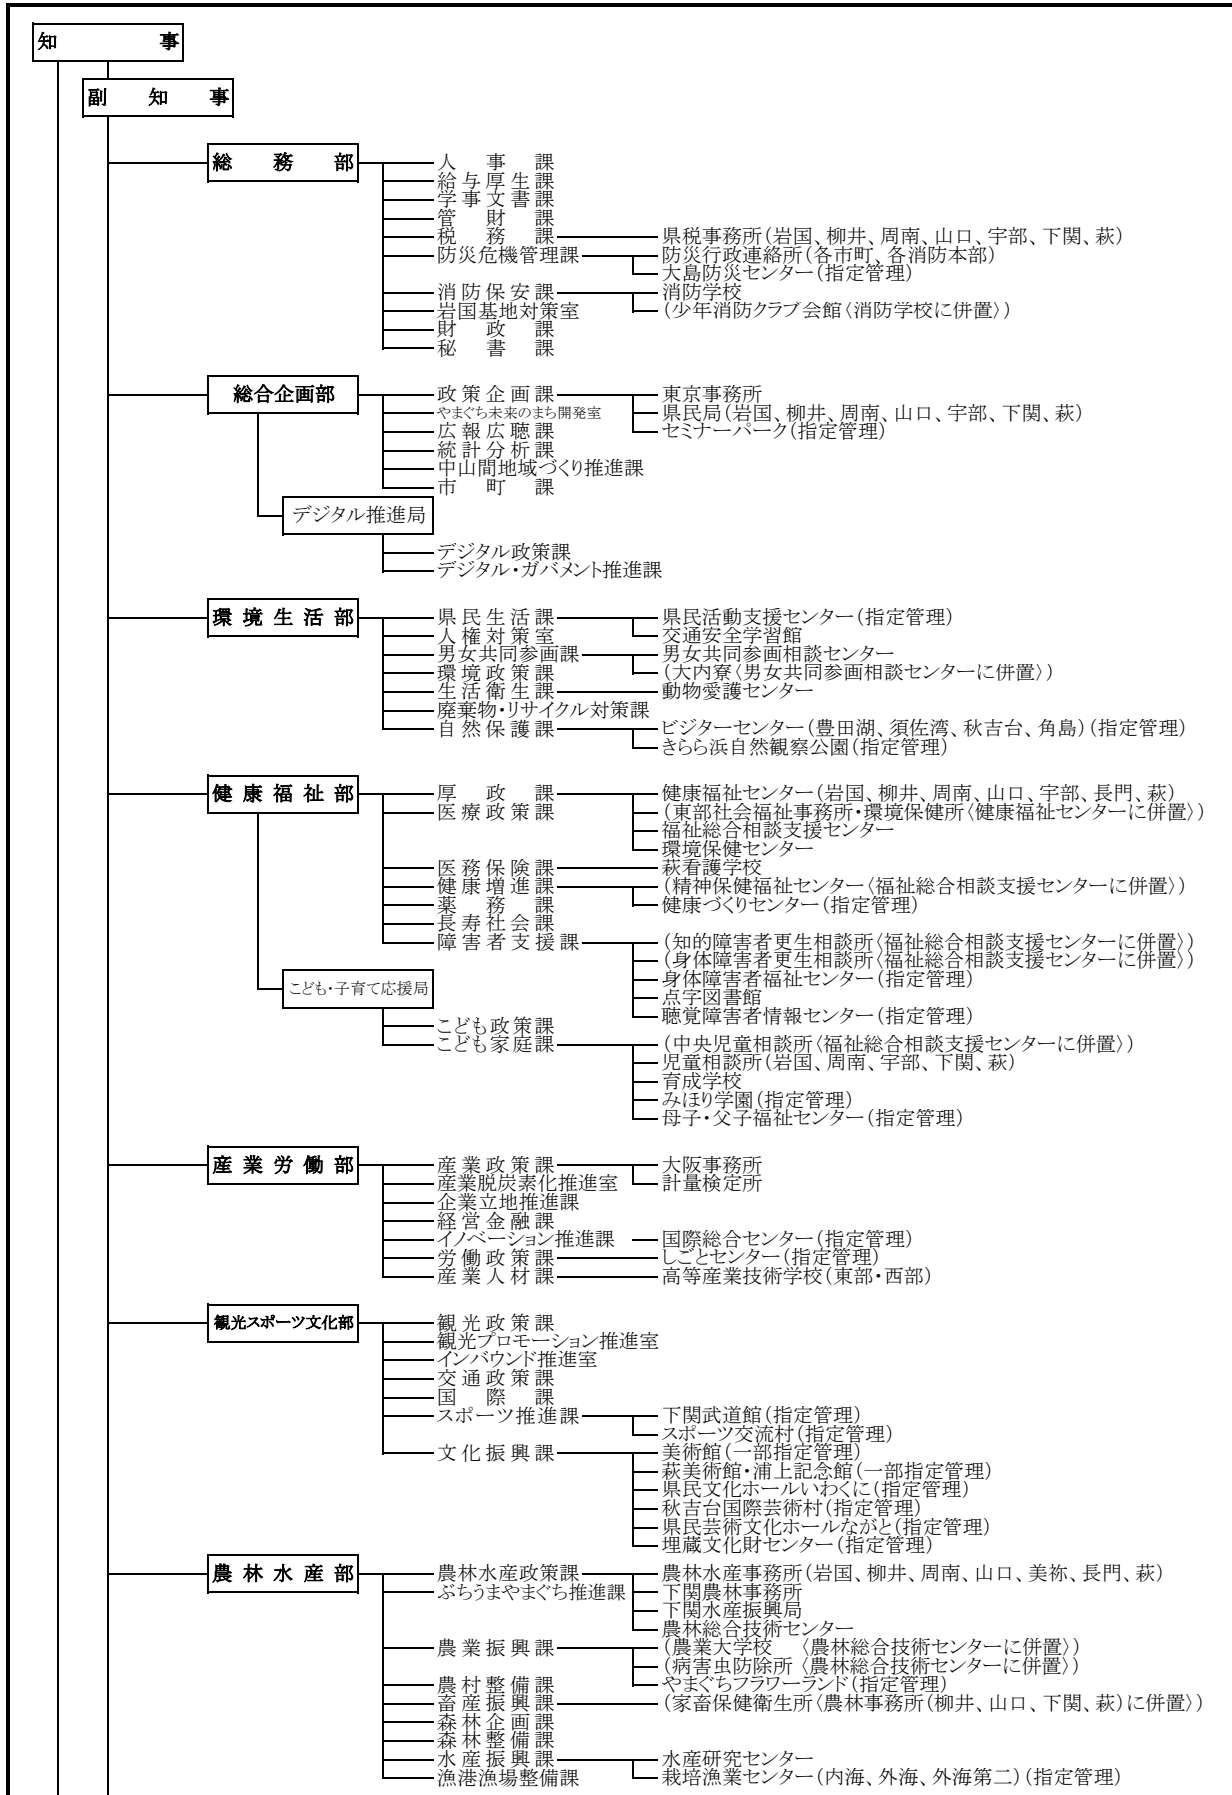 知事
副知事
総務部
人事課
給与厚生課
学事文書課
管財課
税務課 県税事務所(岩国、柳井、周南、山口、宇部、下関、萩)
防災危機管理課 防災行政連絡所(各市町、各消防本部)
大島防災センター(指定管理)
消防保安課 消防学校
岩国基地対策室 (少年消防クラブ会館〈消防学校に併置〉)
財政課
秘書課
総合企画部
政策企画課 東京事務所
やまぐち未来のまち開発室 県民局(岩国、柳井、周南、山口、宇部、下関、萩)
広報広聴課 セミナーパーク(指定管理)
統計分析課
中山間地域づくり推進課
市町課
デジタル推進局
デジタル政策課
デジタル・ガバメント推進課
環境生活部
県民生活課 県民活動支援センター(指定管理)
人権対策室 交通安全学習館
男女共同参画課 男女共同参画相談センター
環境政策課 (大内寮〈男女共同参画相談センターに併置〉)
生活衛生課 動物愛護センター
廃棄物・リサイクル対策課
自然保護課 ビジターセンター(豊田湖、須佐湾、秋吉台、角島)(指定管理)
きらら浜自然観察公園(指定管理)
健康福祉部
厚政課 健康福祉センター(岩国、柳井、周南、山口、宇部、長門、萩)
医療政策課 (東部社会福祉事務所・環境保健所〈健康福祉センターに併置〉)
福祉総合相談支援センター
環境保健センター
医務保険課 萩看護学校
健康増進課 (精神保健福祉センター〈福祉総合相談支援センターに併置〉)
薬務課 健康づくりセンター(指定管理)
長寿社会課
障害者支援課 (知的障害者更生相談所〈福祉総合相談支援センターに併置〉)
(身体障害者更生相談所〈福祉総合相談支援センターに併置〉)
身体障害者福祉センター(指定管理)
点字図書館
聴覚障害者情報センター(指定管理)
こども・子育て応援局
こども政策課
こども家庭課 (中央児童相談所〈福祉総合相談支援センターに併置〉)
児童相談所(岩国、周南、宇部、下関、萩)
育成学校
みほり学園(指定管理)
母子・父子福祉センター(指定管理)
産業労働部
産業政策課 大阪事務所
産業脱炭素化推進室 計量検定所
企業立地推進課
経営金融課
イノベーション推進課 国際総合センター(指定管理)
労働政策課 しごとセンター(指定管理)
産業人材課 高等産業技術学校(東部・西部)
観光スポーツ文化部
観光政策課
観光プロモーション推進室
インバウンド推進室
交通政策課
国際課
スポーツ推進課 下関武道館(指定管理)
スポーツ交流村(指定管理)
文化振興課 美術館(一部指定管理)
萩美術館・浦上記念館(一部指定管理)
県民文化ホールいわくに(指定管理)
秋吉台国際芸術村(指定管理)
県民芸術文化ホールながと(指定管理)
埋蔵文化財センター(指定管理)
農林水産部
農林水産政策課 農林水産事務所(岩国、柳井、周南、山口、美祢、長門、萩)
ぶちうまやまぐち推進課 下関農林事務所
下関水産振興局
農林総合技術センター
農業振興課 (農業大学校 〈農林総合技術センターに併置〉)
(病害虫防除所〈農林総合技術センターに併置〉)
農村整備課 やまぐちフラワーランド(指定管理)
畜産振興課 (家畜保健衛生所〈農林事務所(柳井、山口、下関、萩)に併置〉)
森林企画課
森林整備課
水産振興課 水産研究センター
漁港漁場整備課 栽培漁業センター(内海、外海、外海第二)(指定管理)